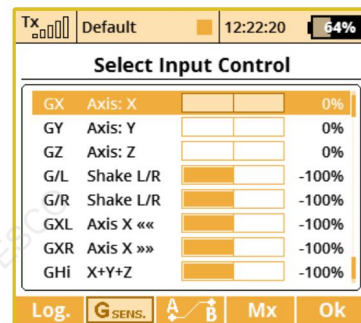 Tx Default 12:22:20 64%
Select Input Control
GX Axis: X 0%
GY Axis: Y 0%
GZ Axis: Z 0%
G/L Shake L/R -100%
G/R Shake L/R -100%
GXL Axis X «« -100%
GXR Axis X »» -100%
GHi X+Y+Z -100%
Log. G SENS. A B Mx Ok
ESCO